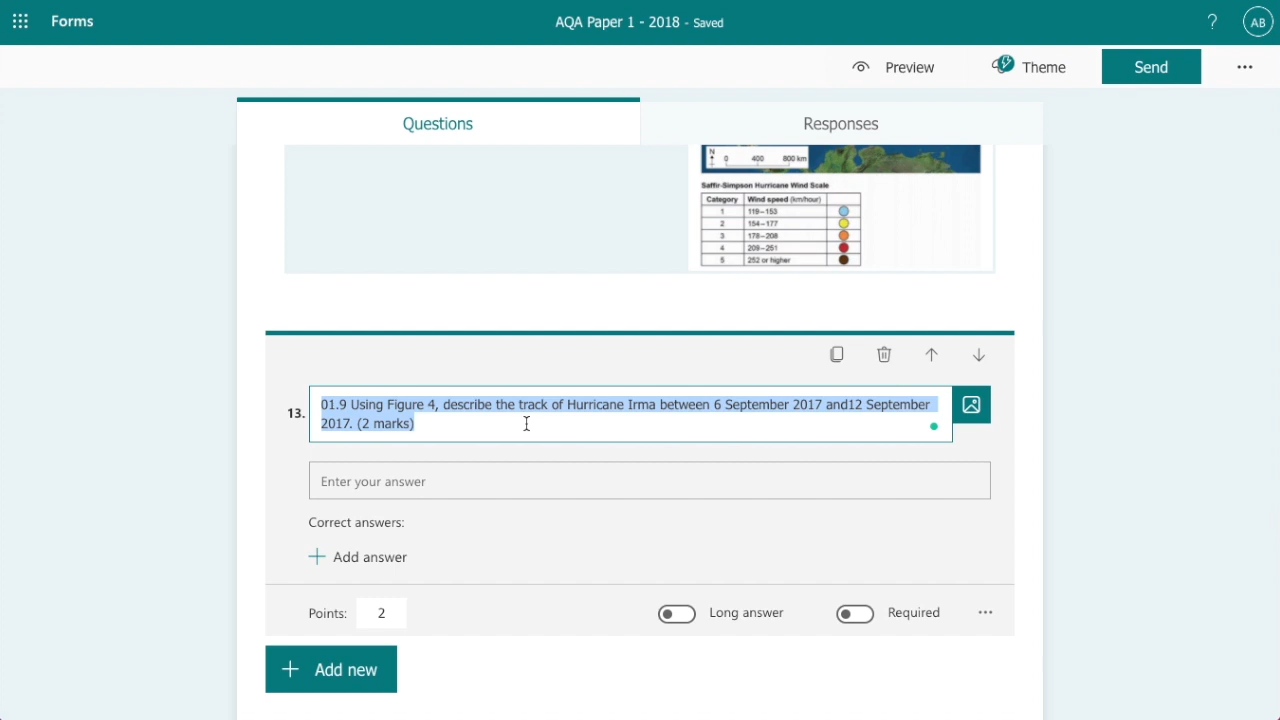 Forms
AQA Paper 1 - 2018 - Saved
?
AB
Preview
Theme
Send
Questions
Responses
N
0 400 800 km
Saffir-Simpson Hurricane Wind Scale
Category Wind speed (km/hour)
1 119–153
2 154–177
3 178–208
4 209–251
5 252 or higher
13.
01.9 Using Figure 4, describe the track of Hurricane Irma between 6 September 2017 and12 September
2017. (2 marks)
Enter your answer
Correct answers:
Add answer
Points: 2
Long answer
Required
Add new